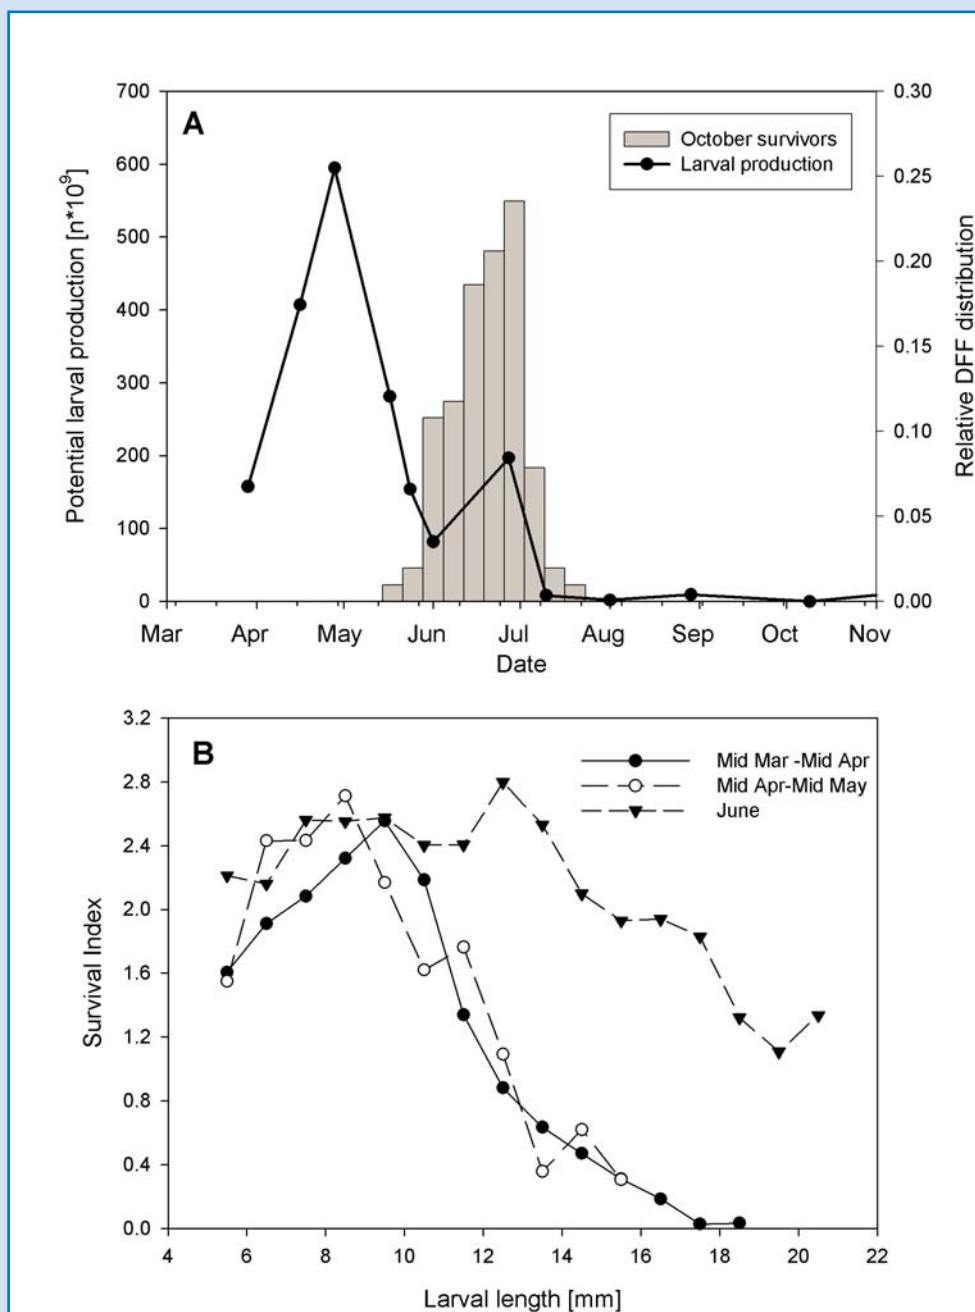 A
October survivors
Larval production
Potential larval production [n*10⁹]
700
600
500
400
300
200
100
0
0.30
0.25
0.20
0.15
0.10
0.05
0.00
Relative DFF distribution
Mar Apr May Jun Jul Aug Sep Oct Nov
Date
B
Mid Mar -Mid Apr
Mid Apr-Mid May
June
Survival Index
3.2
2.8
2.4
2.0
1.6
1.2
0.8
0.4
0.0
4 6 8 10 12 14 16 18 20 22
Larval length [mm]